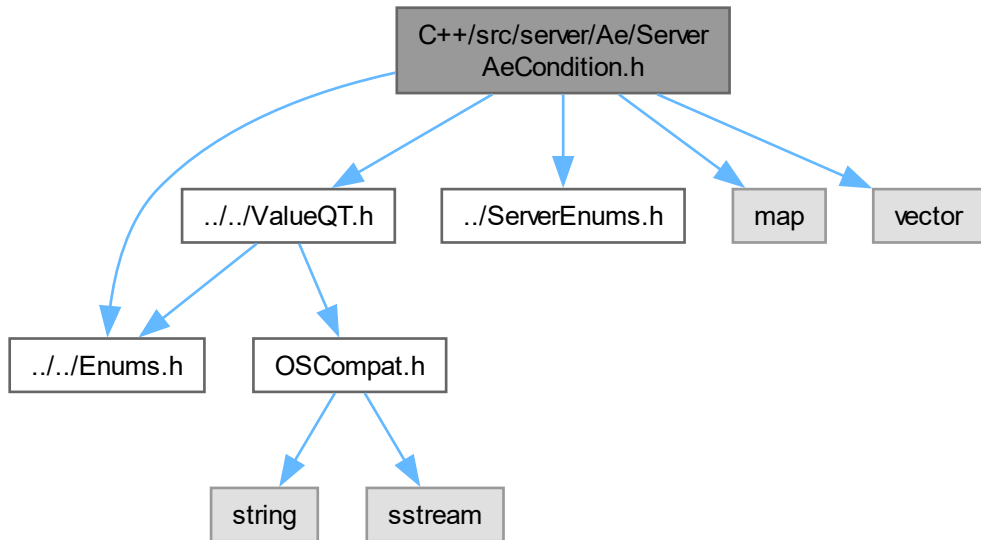 C++/src/server/Ae/Server
AeCondition.h
../../ValueQT.h
../ServerEnums.h
map
vector
../../Enums.h
OSCompat.h
string
sstream